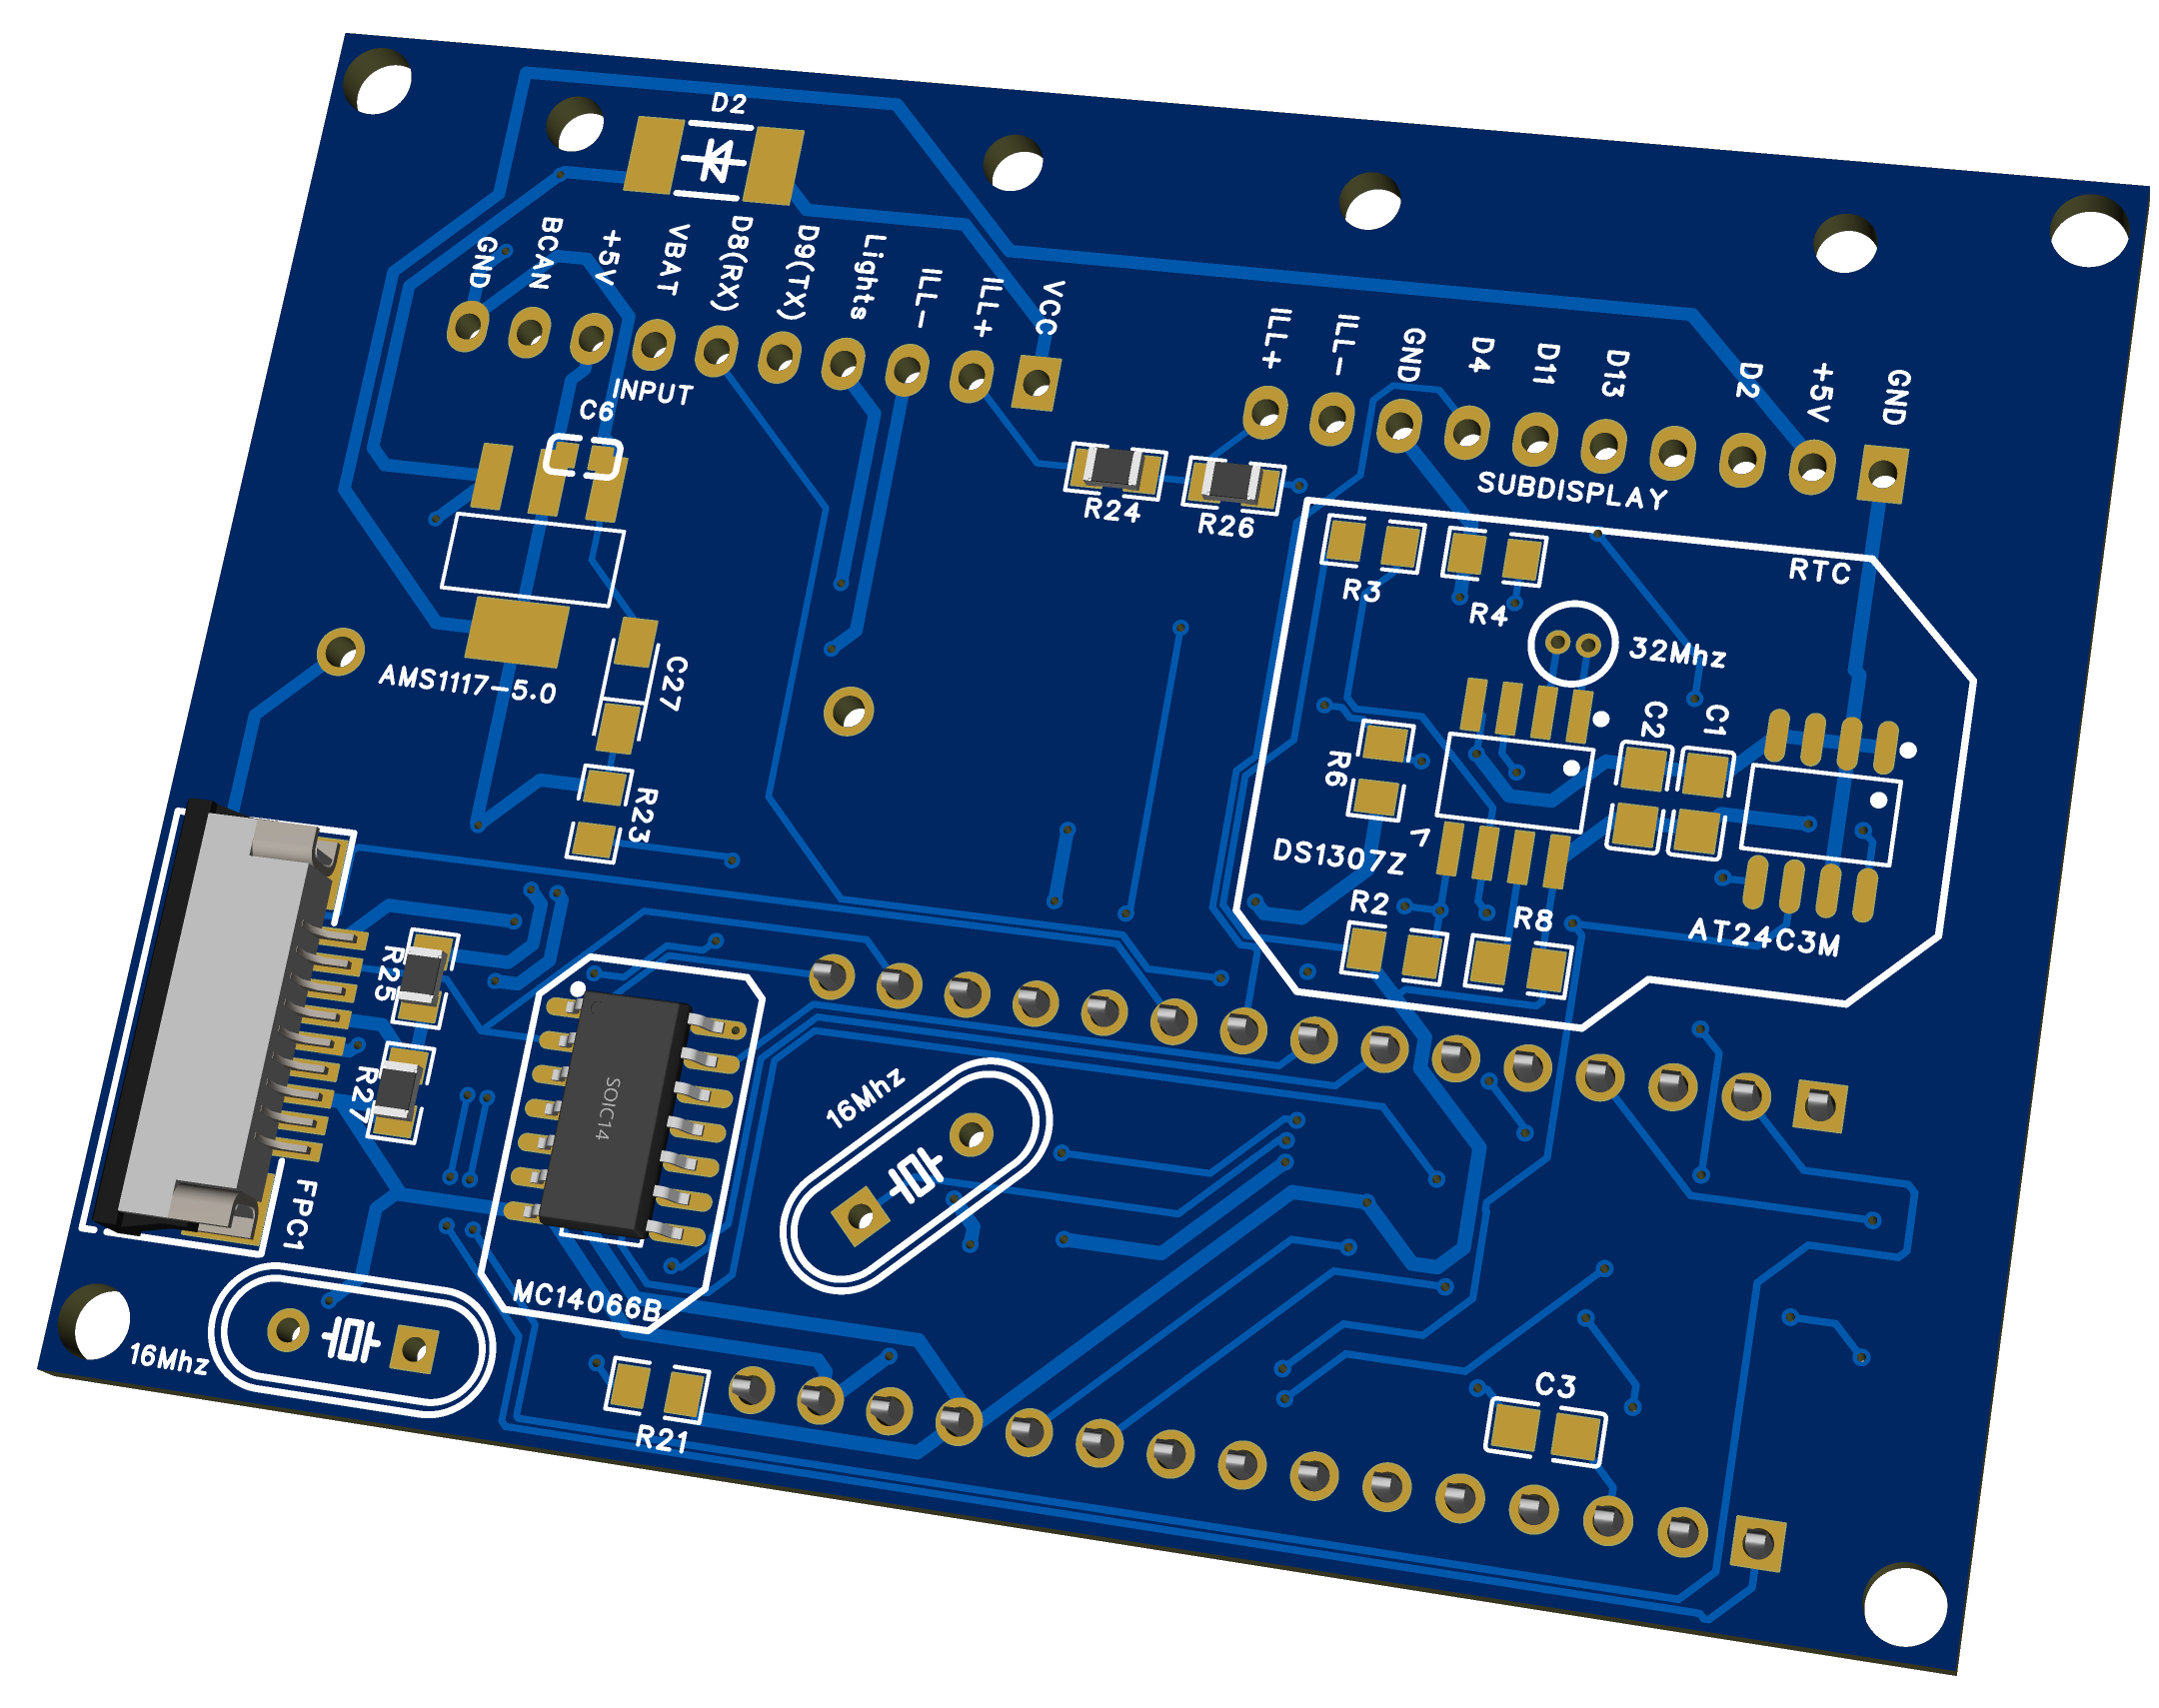 D2
GND
BCAN
+5V
VBAT
D8(RX)
D9(TX)
Lights
ILL-
ILL+
VCC
INPUT
ILL+
ILL-
GND
D4
D11
D13
D2
+5V
GND
SUBDISPLAY
C6
R24
R26
RTC
R3
R4
32Mhz
AMS1117-5.0
C27
R23
R6
C2
C1
DS1307Z
R2
R8
AT24C3M
R25
R27
FPC1
SOIC14
MC14066B
16Mhz
16Mhz
R21
C3